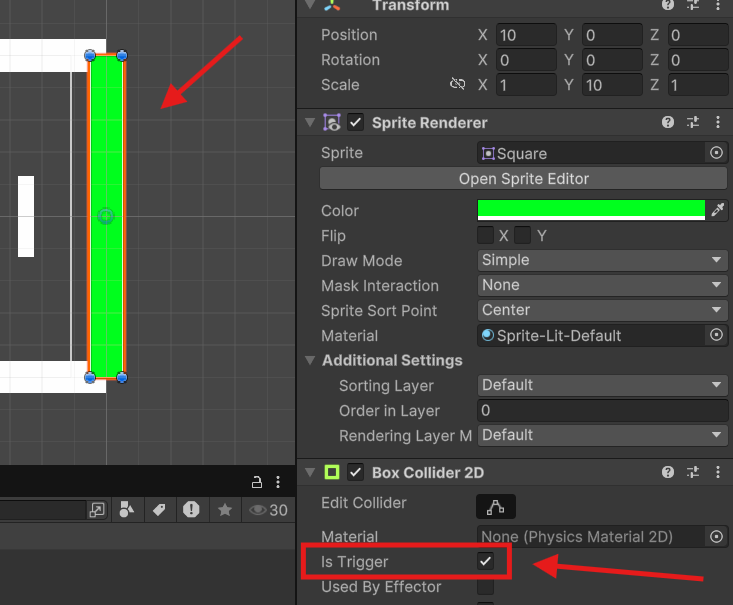 Transform
Position X 10 Y 0 Z 0
Rotation X 0 Y 0 Z 0
Scale X 1 Y 10 Z 1
Sprite Renderer
Sprite Square
Open Sprite Editor
Color
Flip X Y
Draw Mode Simple
Mask Interaction None
Sprite Sort Point Center
Material Sprite-Lit-Default
Additional Settings
Sorting Layer Default
Order in Layer 0
Rendering Layer M Default
Box Collider 2D
Edit Collider
30
Material None (Physics Material 2D)
Is Trigger
Used By Effector